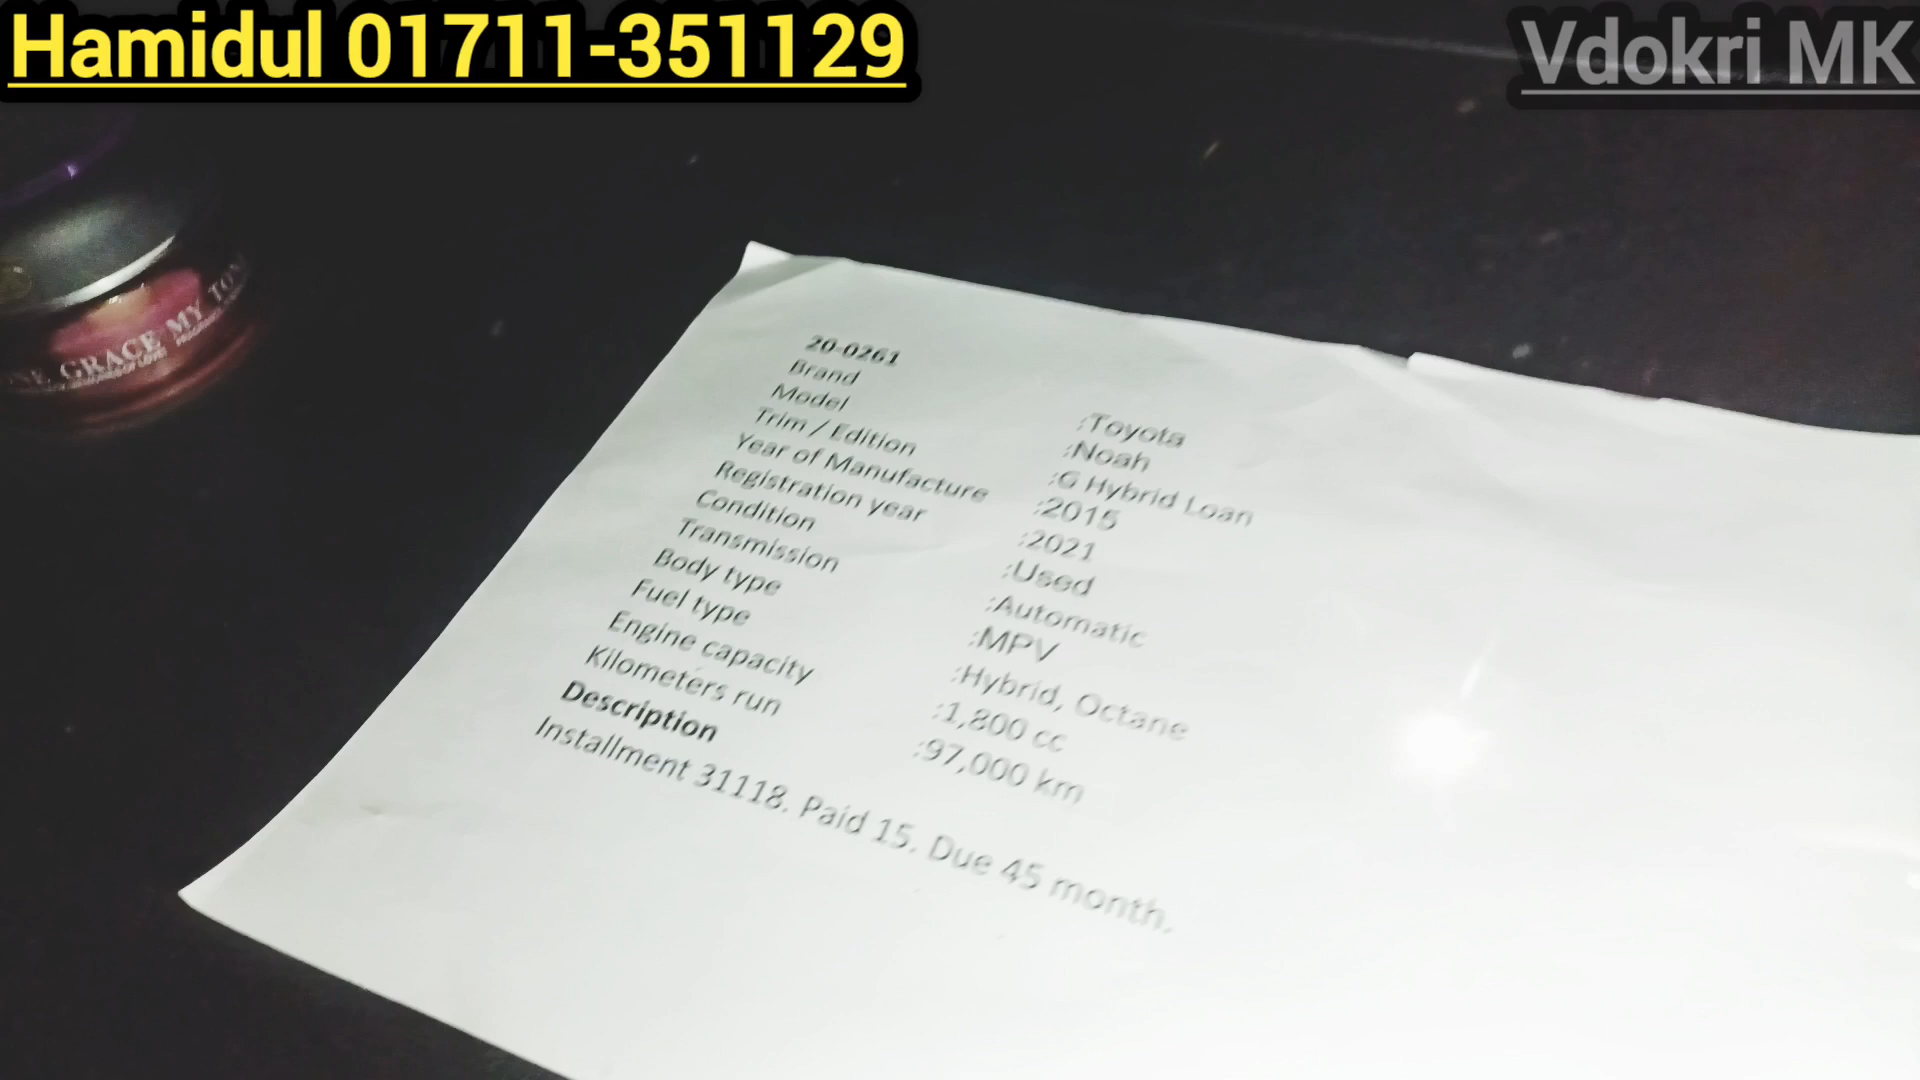 Hamidul 01711-351129
Vdokri MK
GRACE MY
20-0261
Brand :Toyota
Model :Noah
Trim / Edition :G Hybrid Loan
Year of Manufacture :2015
Registration year :2021
Condition :Used
Transmission :Automatic
Body type :MPV
Fuel type :Hybrid, Octane
Engine capacity :1,800 cc
Kilometers run :97,000 km
Description
Installment 31118. Paid 15. Due 45 month.